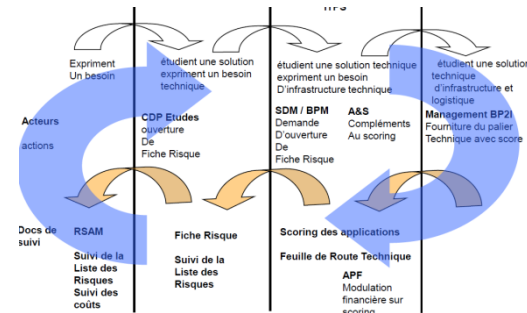 ITPS
Expriment
Un besoin
étudient une solution
expriment un besoin
technique
étudient une solution technique
expriment un besoin
D'infrastructure technique
étudient une solution
technique
d'infrastructure et
logistique
Acteurs
actions
CDP Etudes
ouverture
De
Fiche Risque
SDM / BPM
Demande
D'ouverture
De
Fiche Risque
A&S
Compléments
Au scoring
Management BP2I
Fourniture du palier
Technique avec score
Docs de
suivi
RSAM
Suivi de la
Liste des
Risques
Suivi des
coûts
Fiche Risque
Suivi de la
Liste des
Risques
Scoring des applications
Feuille de Route Technique
APF
Modulation
financière sur
scoring